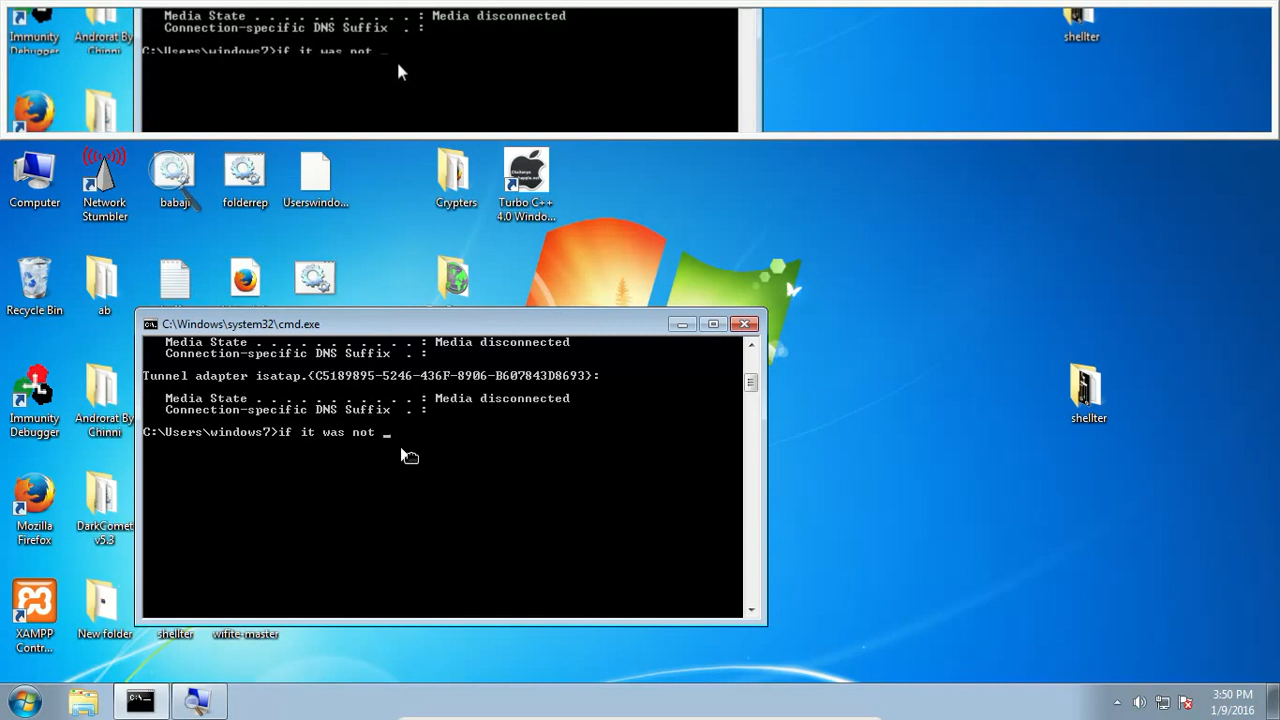 Media State . . . . . . . . . . . : Media disconnected
Connection-specific DNS Suffix . :
C:\Users\windows7>if it was not _
Immunity
Debugger
Androrat By
Chinni
shellter
Computer
Network
Stumbler
babaji
folderrep
Userswindo...
Crypters
Turbo C++
4.0 Windo...
Recycle Bin
ab
C:\Windows\system32\cmd.exe
Media State . . . . . . . . . . . : Media disconnected
Connection-specific DNS Suffix . :
Tunnel adapter isatap.{C5189895-5246-436F-8906-B607843D8693}:
Media State . . . . . . . . . . . : Media disconnected
Connection-specific DNS Suffix . :
C:\Users\windows7>if it was not _
Immunity
Debugger
Androrat By
Chinni
shellter
Mozilla
Firefox
DarkComet
v5.3
XAMPP
Contr...
New folder
shellter
wifite-master
3:50 PM
1/9/2016